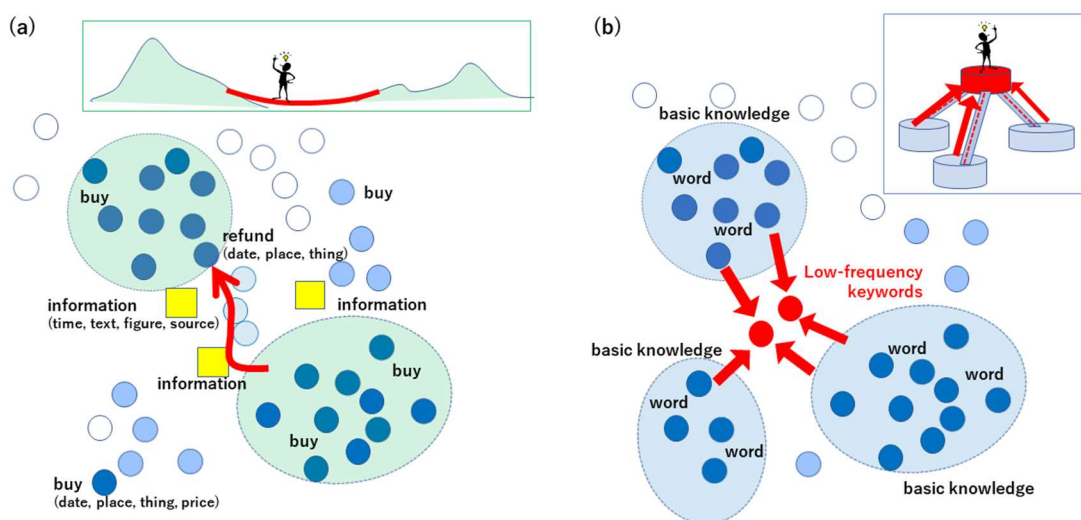 (a)
buy
buy
refund
(date, place, thing)
information
(time, text, figure, source)
information
information
buy
buy
buy
(date, place, thing, price)
(b)
basic knowledge
word
word
Low-frequency
keywords
basic knowledge
word
word
word
word
basic knowledge